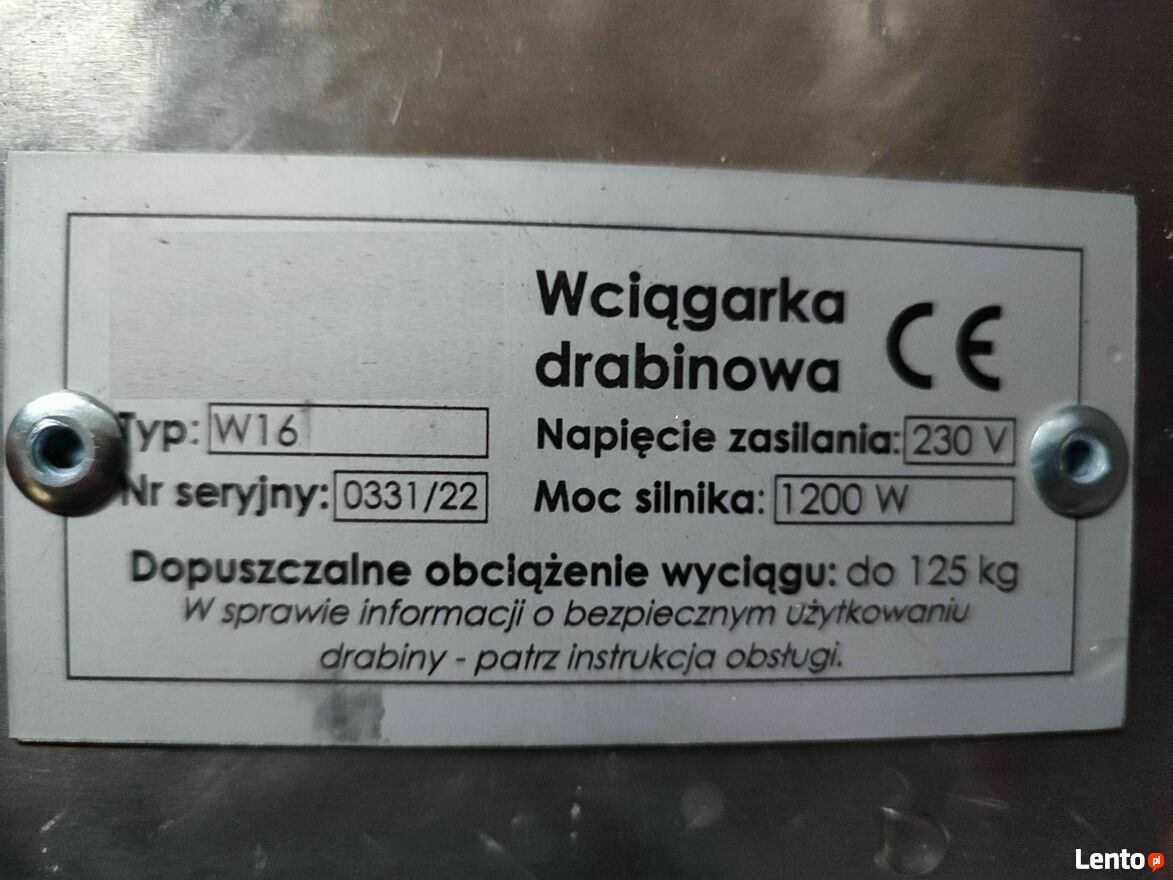 Wciągarka
drabinowa CE
Typ: W16
Napięcie zasilania: 230 V
Nr seryjny: 0331/22
Moc silnika: 1200 W
Dopuszczalne obciążenie wyciągu: do 125 kg
W sprawie informacji o bezpiecznym użytkowaniu
drabiny - patrz instrukcja obsługi.
Lento.pl